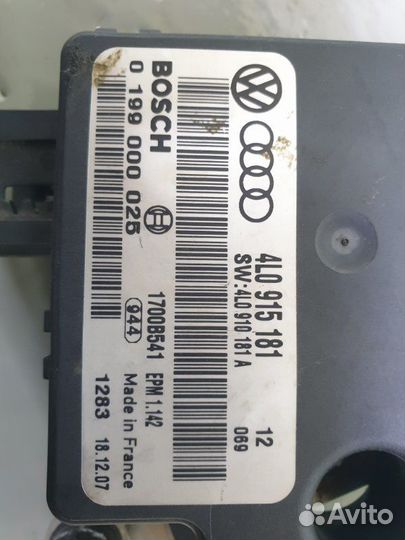 BOSCH
0 199 000 025
1700B541
EPM 1.142
944
Made in France
1283
18.12.07
4L0 915 181
SW:4L0 910 181 A
12
069
Avito